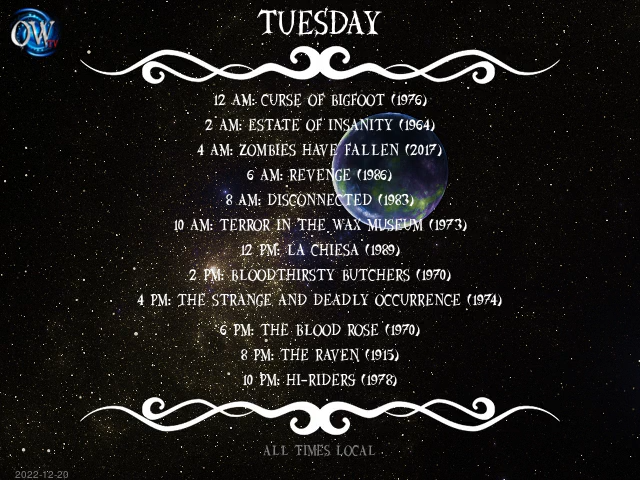 TUESDAY
OW TV
12 AM: CURSE OF BIGFOOT (1976)
2 AM: ESTATE OF INSANITY (1964)
4 AM: ZOMBIES HAVE FALLEN (2017)
6 AM: REVENGE (1986)
8 AM: DISCONNECTED (1983)
10 AM: TERROR IN THE WAX MUSEUM (1973)
12 PM: LA CHIESA (1989)
2 PM: BLOODTHIRSTY BUTCHERS (1970)
4 PM: THE STRANGE AND DEADLY OCCURRENCE (1974)
6 PM: THE BLOOD ROSE (1970)
8 PM: THE RAVEN (1915)
10 PM: HI-RIDERS (1978)
ALL TIMES LOCAL
2022-12-20